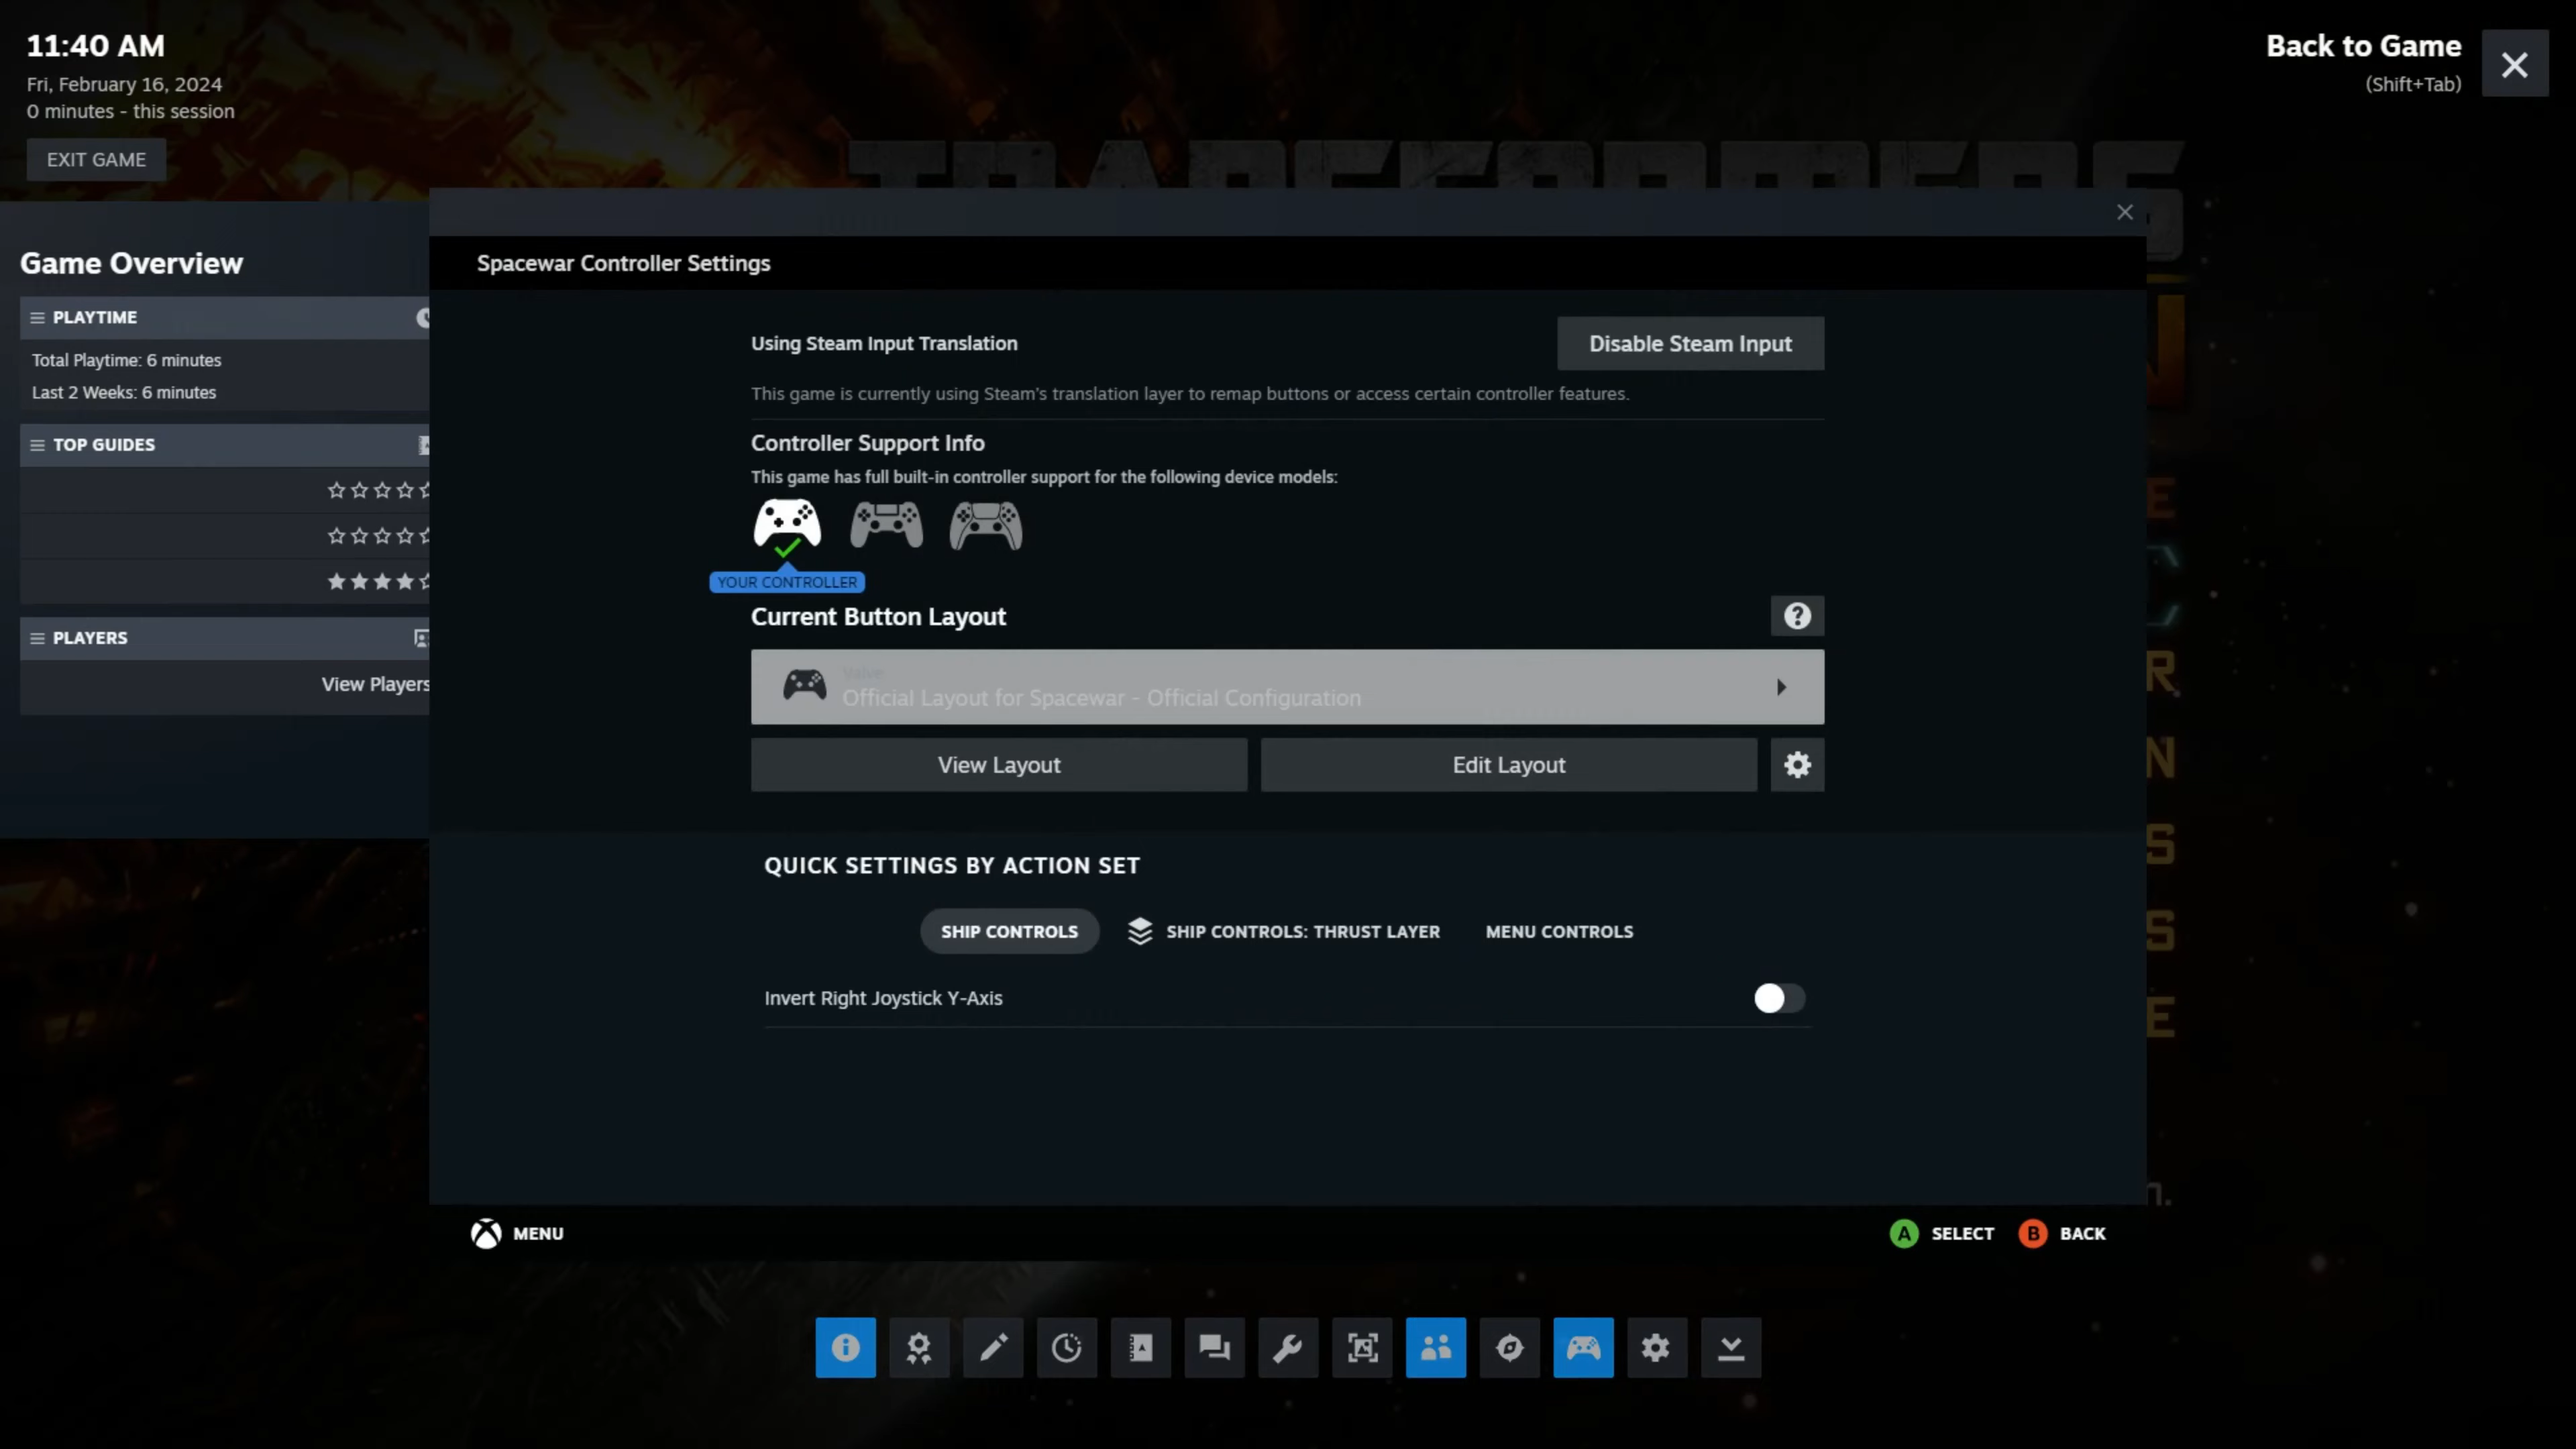 11:40 AM
Fri, February 16, 2024
0 minutes - this session
EXIT GAME
Back to Game
(Shift+Tab)
TRANSFORMERS
Game Overview
PLAYTIME
Total Playtime: 6 minutes
Last 2 Weeks: 6 minutes
TOP GUIDES
PLAYERS
View Players
Spacewar Controller Settings
Using Steam Input Translation
Disable Steam Input
This game is currently using Steam's translation layer to remap buttons or access certain controller features.
Controller Support Info
This game has full built-in controller support for the following device models:
YOUR CONTROLLER
Current Button Layout
?
Valve
Official Layout for Spacewar - Official Configuration
View Layout
Edit Layout
QUICK SETTINGS BY ACTION SET
SHIP CONTROLS
SHIP CONTROLS: THRUST LAYER
MENU CONTROLS
Invert Right Joystick Y-Axis
MENU
A SELECT
B BACK